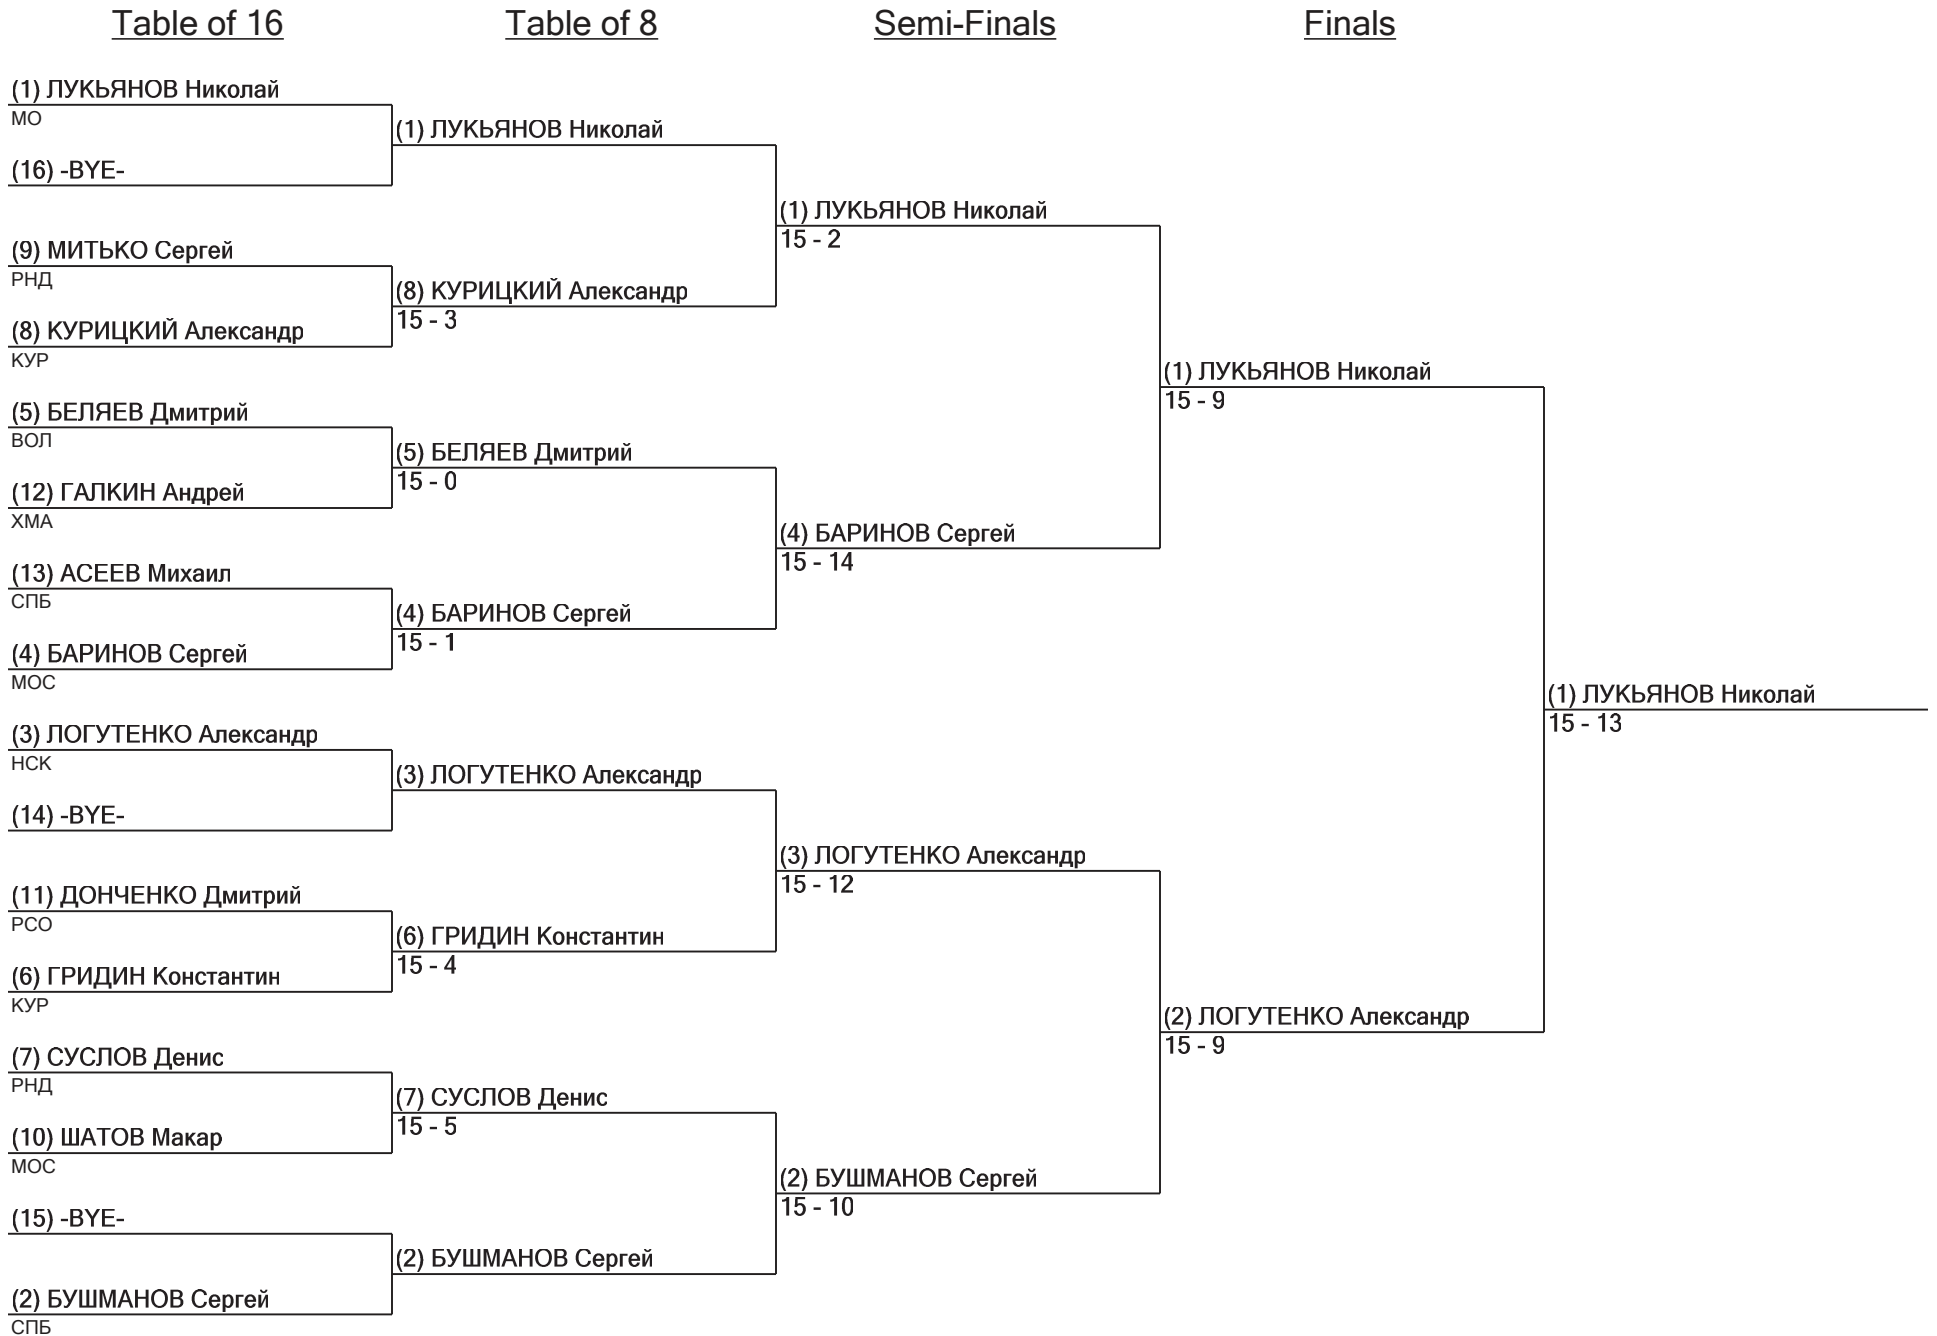 Table of 16
Table of 8
Semi-Finals
Finals
(1) ЛУКЬЯНОВ Николай
МО
(16) -BYE-
(9) МИТЬКО Сергей
РНД
(8) КУРИЦКИЙ Александр
КУР
(5) БЕЛЯЕВ Дмитрий
ВОЛ
(12) ГАЛКИН Андрей
ХМА
(13) АСЕЕВ Михаил
СПБ
(4) БАРИНОВ Сергей
МОС
(3) ЛОГУТЕНКО Александр
НСК
(14) -BYE-
(11) ДОНЧЕНКО Дмитрий
РСО
(6) ГРИДИН Константин
КУР
(7) СУСЛОВ Денис
РНД
(10) ШАТОВ Макар
МОС
(15) -BYE-
(2) БУШМАНОВ Сергей
СПБ
(1) ЛУКЬЯНОВ Николай
(8) КУРИЦКИЙ Александр
15 - 3
(5) БЕЛЯЕВ Дмитрий
15 - 0
(4) БАРИНОВ Сергей
15 - 1
(3) ЛОГУТЕНКО Александр
(6) ГРИДИН Константин
15 - 4
(7) СУСЛОВ Денис
15 - 5
(2) БУШМАНОВ Сергей
(1) ЛУКЬЯНОВ Николай
15 - 2
(4) БАРИНОВ Сергей
15 - 14
(3) ЛОГУТЕНКО Александр
15 - 12
(2) БУШМАНОВ Сергей
15 - 10
(1) ЛУКЬЯНОВ Николай
15 - 9
(2) ЛОГУТЕНКО Александр
15 - 9
(1) ЛУКЬЯНОВ Николай
15 - 13